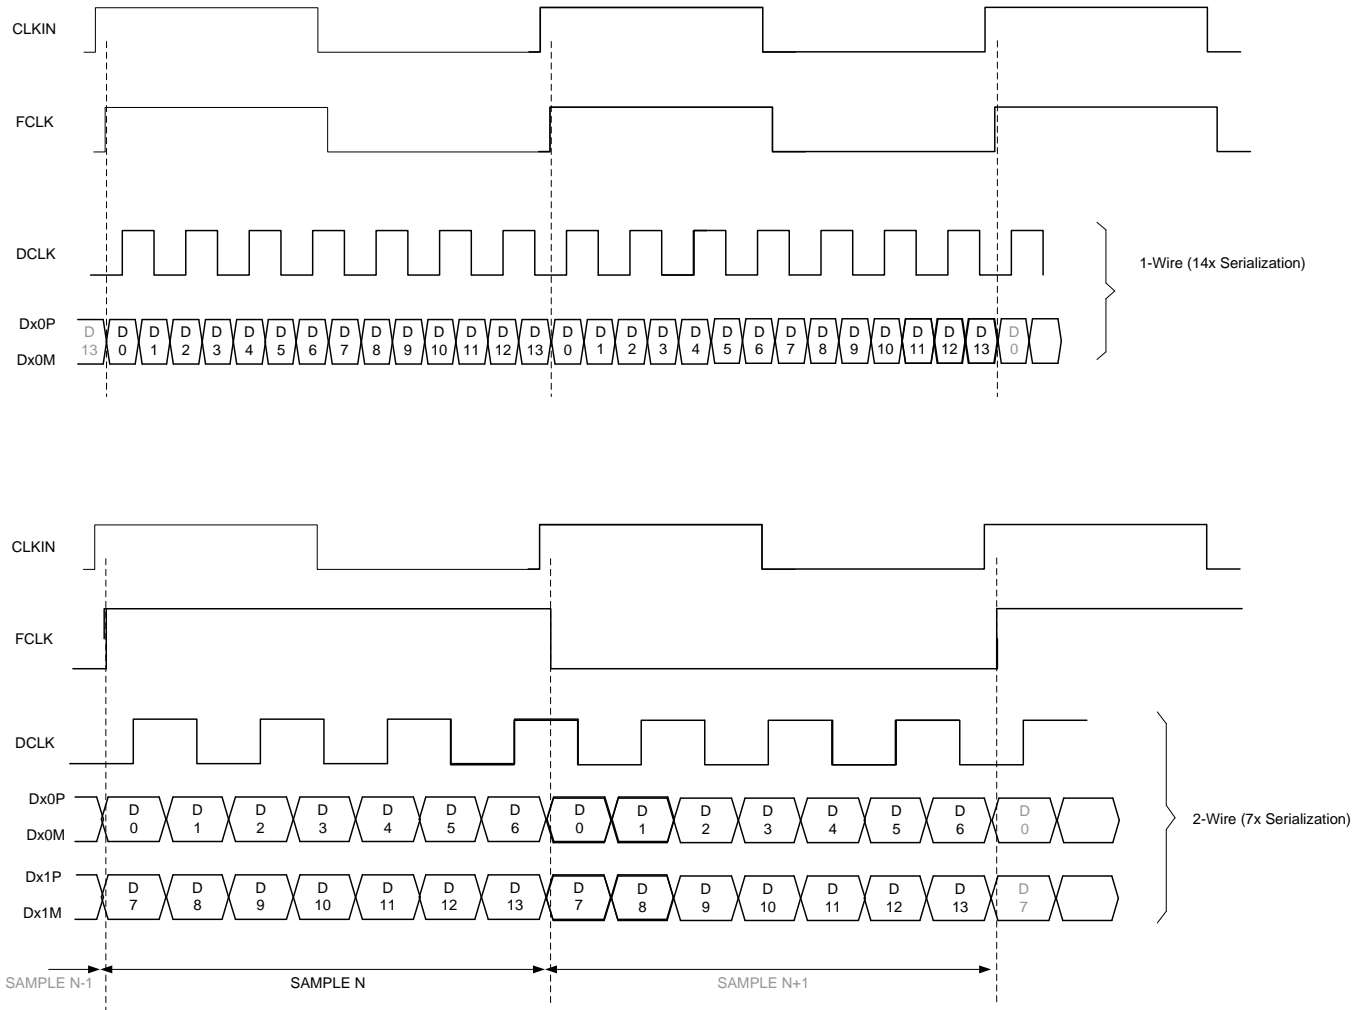 CLKIN
FCLK
DCLK
1-Wire (14x Serialization)
Dx0P
Dx0M
D D D D D D D D D D D D D D D D D D D D D D D D D D D D D D
13 0 1 2 3 4 5 6 7 8 9 10 11 12 13 0 1 2 3 4 5 6 7 8 9 10 11 12 13 0
CLKIN
FCLK
DCLK
Dx0P
Dx0M
D D D D D D D D D D D D D D D
0 1 2 3 4 5 6 0 1 2 3 4 5 6 0
2-Wire (7x Serialization)
Dx1P
Dx1M
D D D D D D D D D D D D D D D
7 8 9 10 11 12 13 7 8 9 10 11 12 13 7
SAMPLE N-1
SAMPLE N
SAMPLE N+1